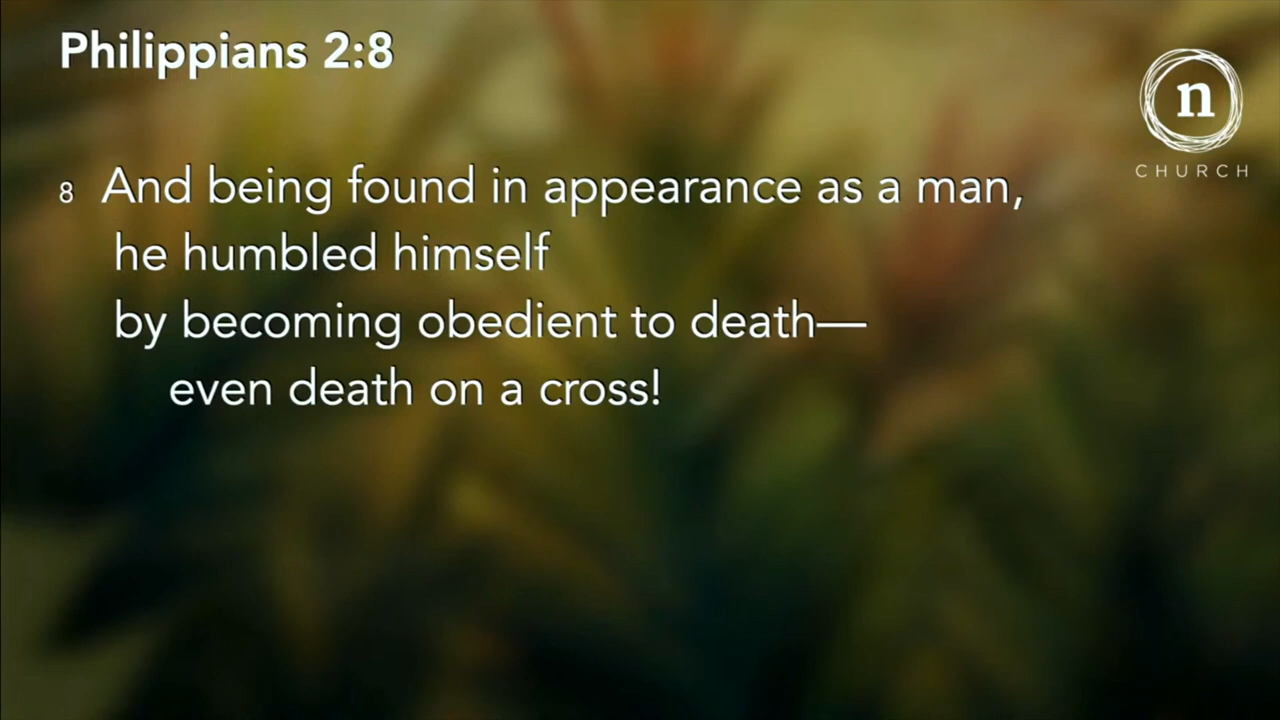 Philippians 2:8
n
CHURCH
8 And being found in appearance as a man,
he humbled himself
by becoming obedient to death—
even death on a cross!